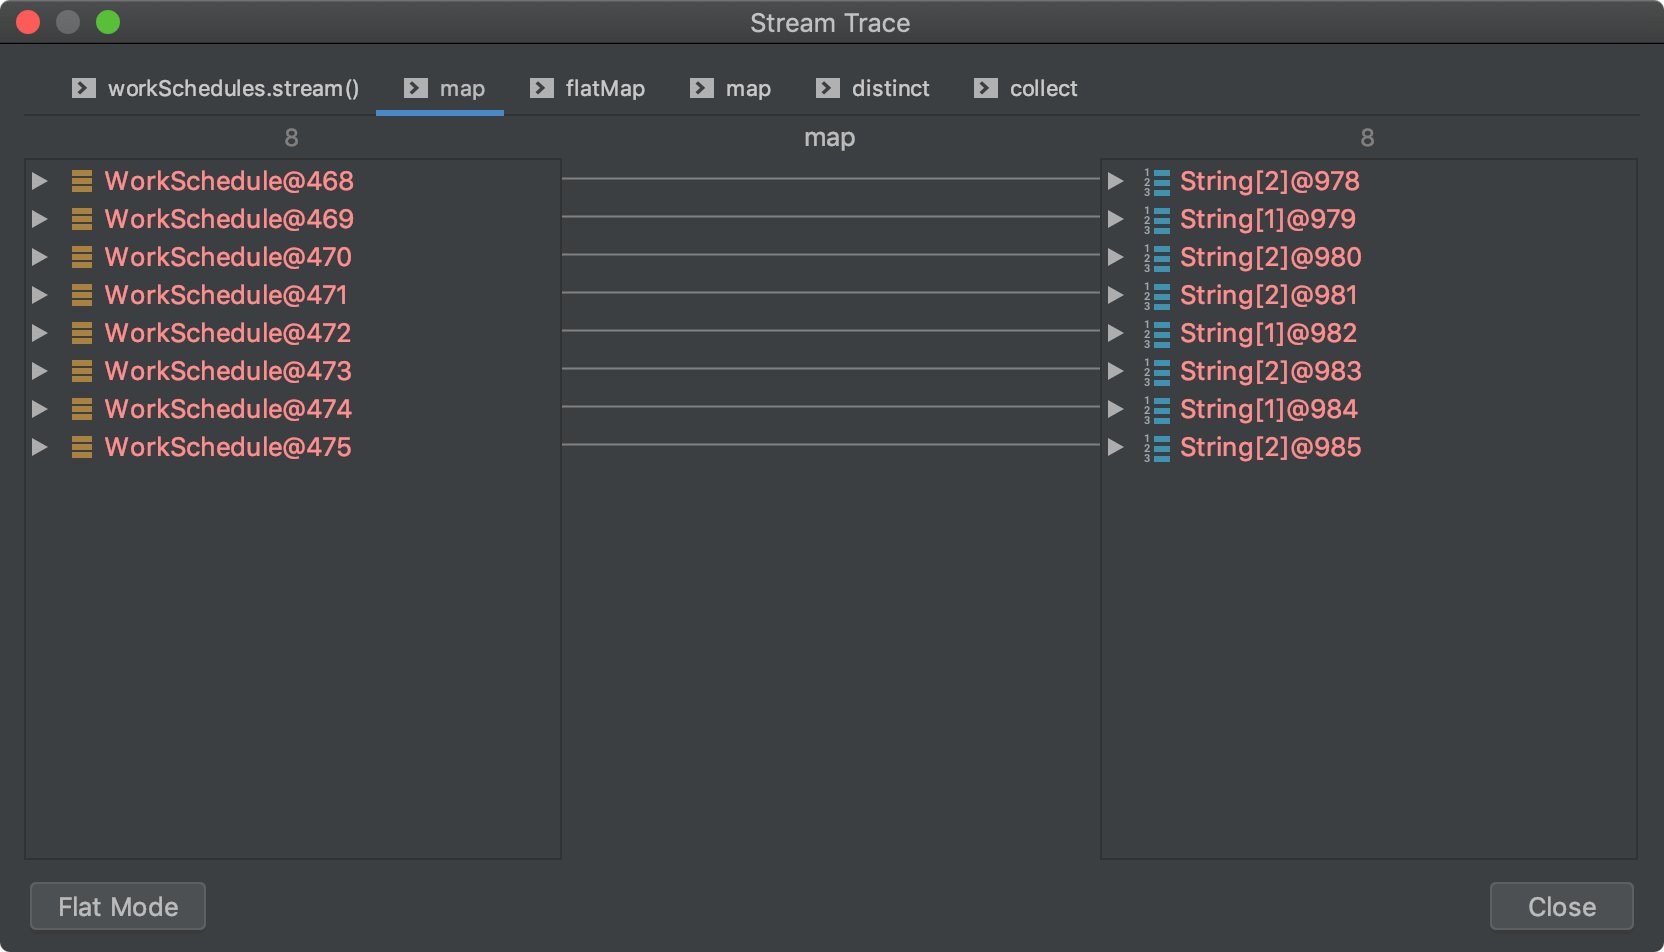 Stream Trace
workSchedules.stream() map flatMap map distinct collect
8 map 8
WorkSchedule@468 String[2]@978
WorkSchedule@469 String[1]@979
WorkSchedule@470 String[2]@980
WorkSchedule@471 String[2]@981
WorkSchedule@472 String[1]@982
WorkSchedule@473 String[2]@983
WorkSchedule@474 String[1]@984
WorkSchedule@475 String[2]@985
Flat Mode Close